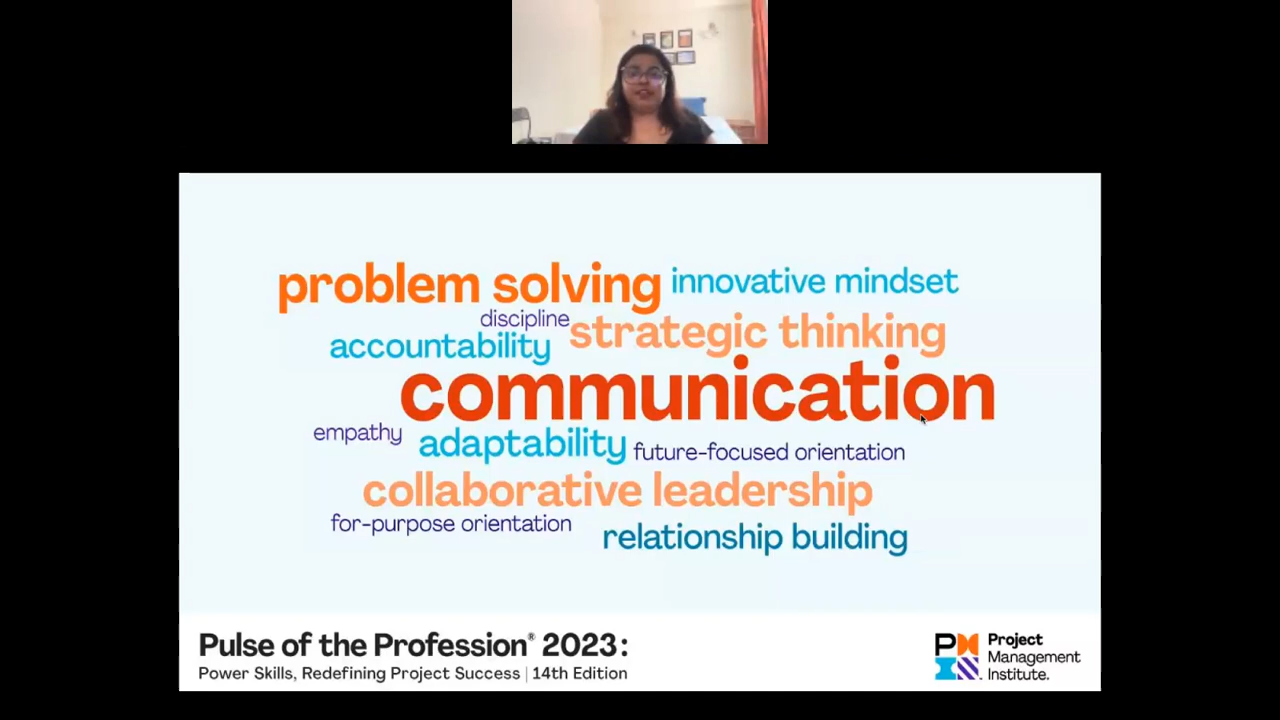 problem solving innovative mindset
discipline strategic thinking
accountability
communication
empathy adaptability future-focused orientation
collaborative leadership
for-purpose orientation relationship building
Pulse of the Profession® 2023:
Power Skills, Redefining Project Success | 14th Edition
PMI
Project
Management
Institute.